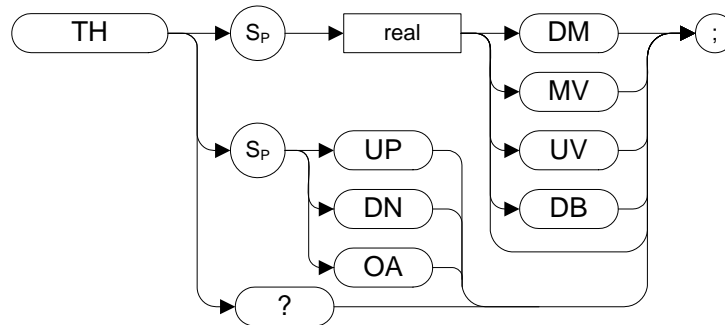 TH SP real DM ;
MV
SP UP UV
DN DB
OA
?